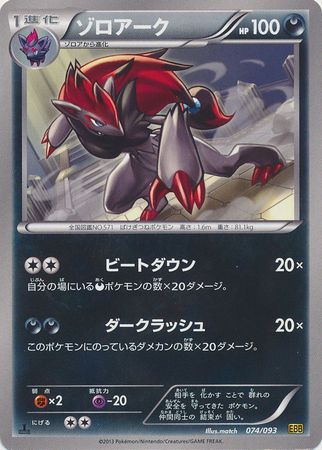 1進化 ゾロアーク HP100
ゾロアから進化
全国図鑑NO.571 ばけぎつねポケモン 高さ:1.6m 重さ:81.1kg
ビートダウン 20×
自分の場にいるポケモンの数×20ダメージ。
ダークラッシュ 20×
このポケモンにのっているダメカンの数×20ダメージ。
弱点 ×2 抵抗力 -20
にげる
相手を 化かす ことで 群れの
安全を 守ってきた ポケモン。
仲間同士の 結束が 固い。
Illus.match 074/093 EBB
©2013 Pokémon/Nintendo/Creatures/GAME FREAK.